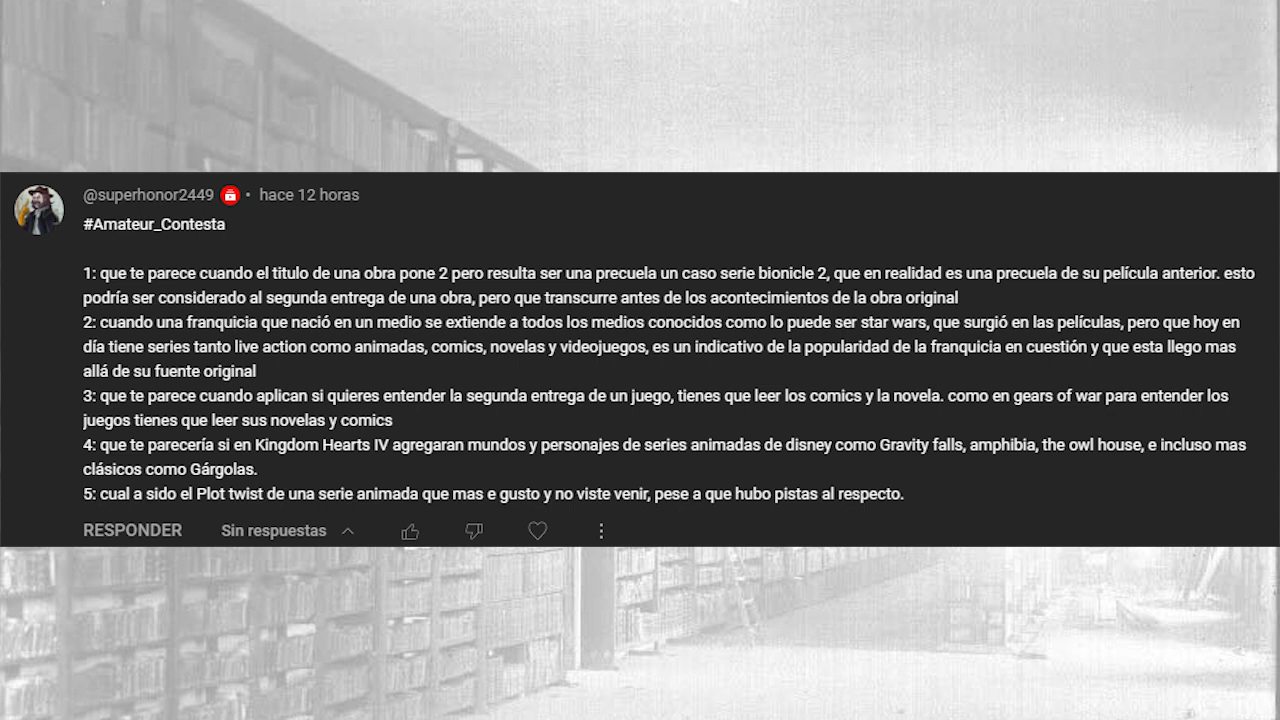 @superhonor2449 • hace 12 horas
#Amateur_Contesta
1: que te parece cuando el titulo de una obra pone 2 pero resulta ser una precuela un caso serie bionicle 2, que en realidad es una precuela de su película anterior. esto
podría ser considerado al segunda entrega de una obra, pero que transcurre antes de los acontecimientos de la obra original
2: cuando una franquicia que nació en un medio se extiende a todos los medios conocidos como lo puede ser star wars, que surgió en las películas, pero que hoy en
día tiene series tanto live action como animadas, comics, novelas y videojuegos, es un indicativo de la popularidad de la franquicia en cuestión y que esta llego mas
allá de su fuente original
3: que te parece cuando aplican si quieres entender la segunda entrega de un juego, tienes que leer los comics y la novela. como en gears of war para entender los
juegos tienes que leer sus novelas y comics
4: que te parecería si en Kingdom Hearts IV agregaran mundos y personajes de series animadas de disney como Gravity falls, amphibia, the owl house, e incluso mas
clásicos como Gárgolas.
5: cual a sido el Plot twist de una serie animada que mas e gusto y no viste venir, pese a que hubo pistas al respecto.
RESPONDER Sin respuestas